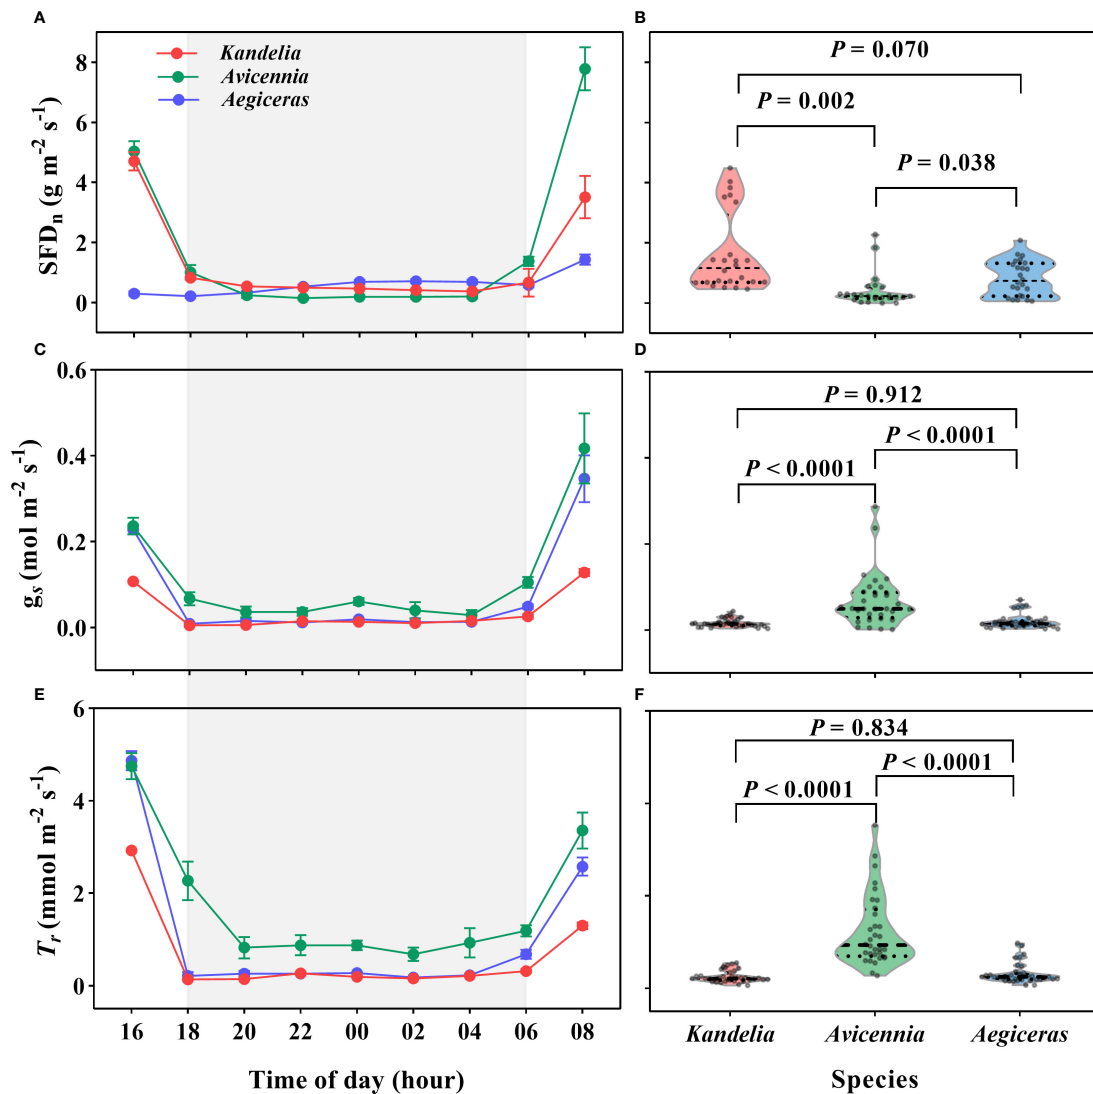 A
B
Kandelia
Avicennia
Aegiceras
SFDn (g m-2 s-1)
8
6
4
2
0
P = 0.070
P = 0.002
P = 0.038
C
D
gs (mol m-2 s-1)
0.6
0.4
0.2
0.0
P = 0.912
P < 0.0001
P < 0.0001
E
F
Tr (mmol m-2 s-1)
6
4
2
0
P = 0.834
P < 0.0001
P < 0.0001
16 18 20 22 00 02 04 06 08
Kandelia Avicennia Aegiceras
Time of day (hour)
Species